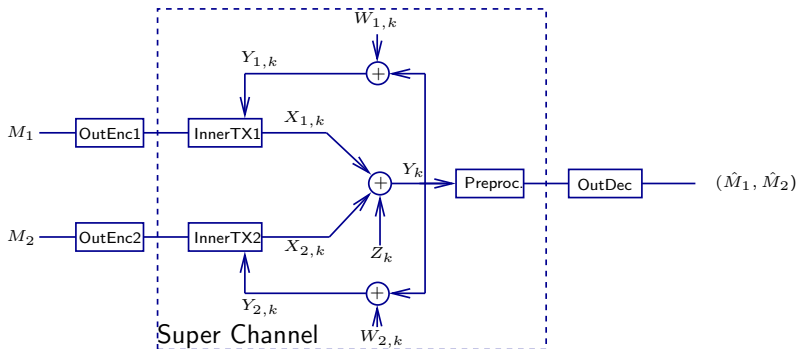 W_{1,k}
+
Y_{1,k}
M_1 OutEnc1 InnerTX1 X_{1,k}
+ Y_k Preproc. OutDec (\hat{M}_1, \hat{M}_2)
M_2 OutEnc2 InnerTX2 X_{2,k} Z_k
+
Y_{2,k}
W_{2,k}
Super Channel